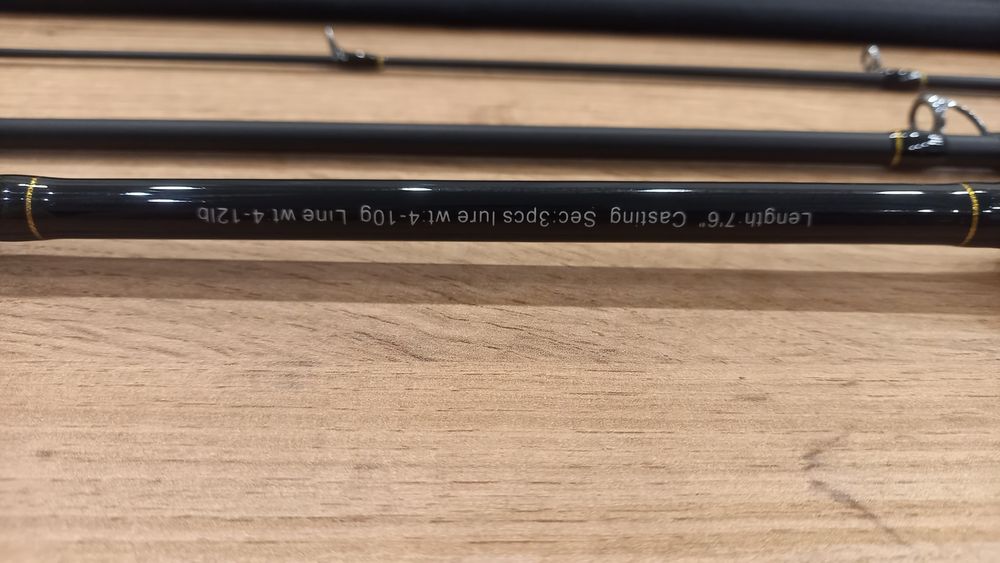 Length:7'6" Casting Sec:3pcs lure wt:4-10g Line wt:4-12lb